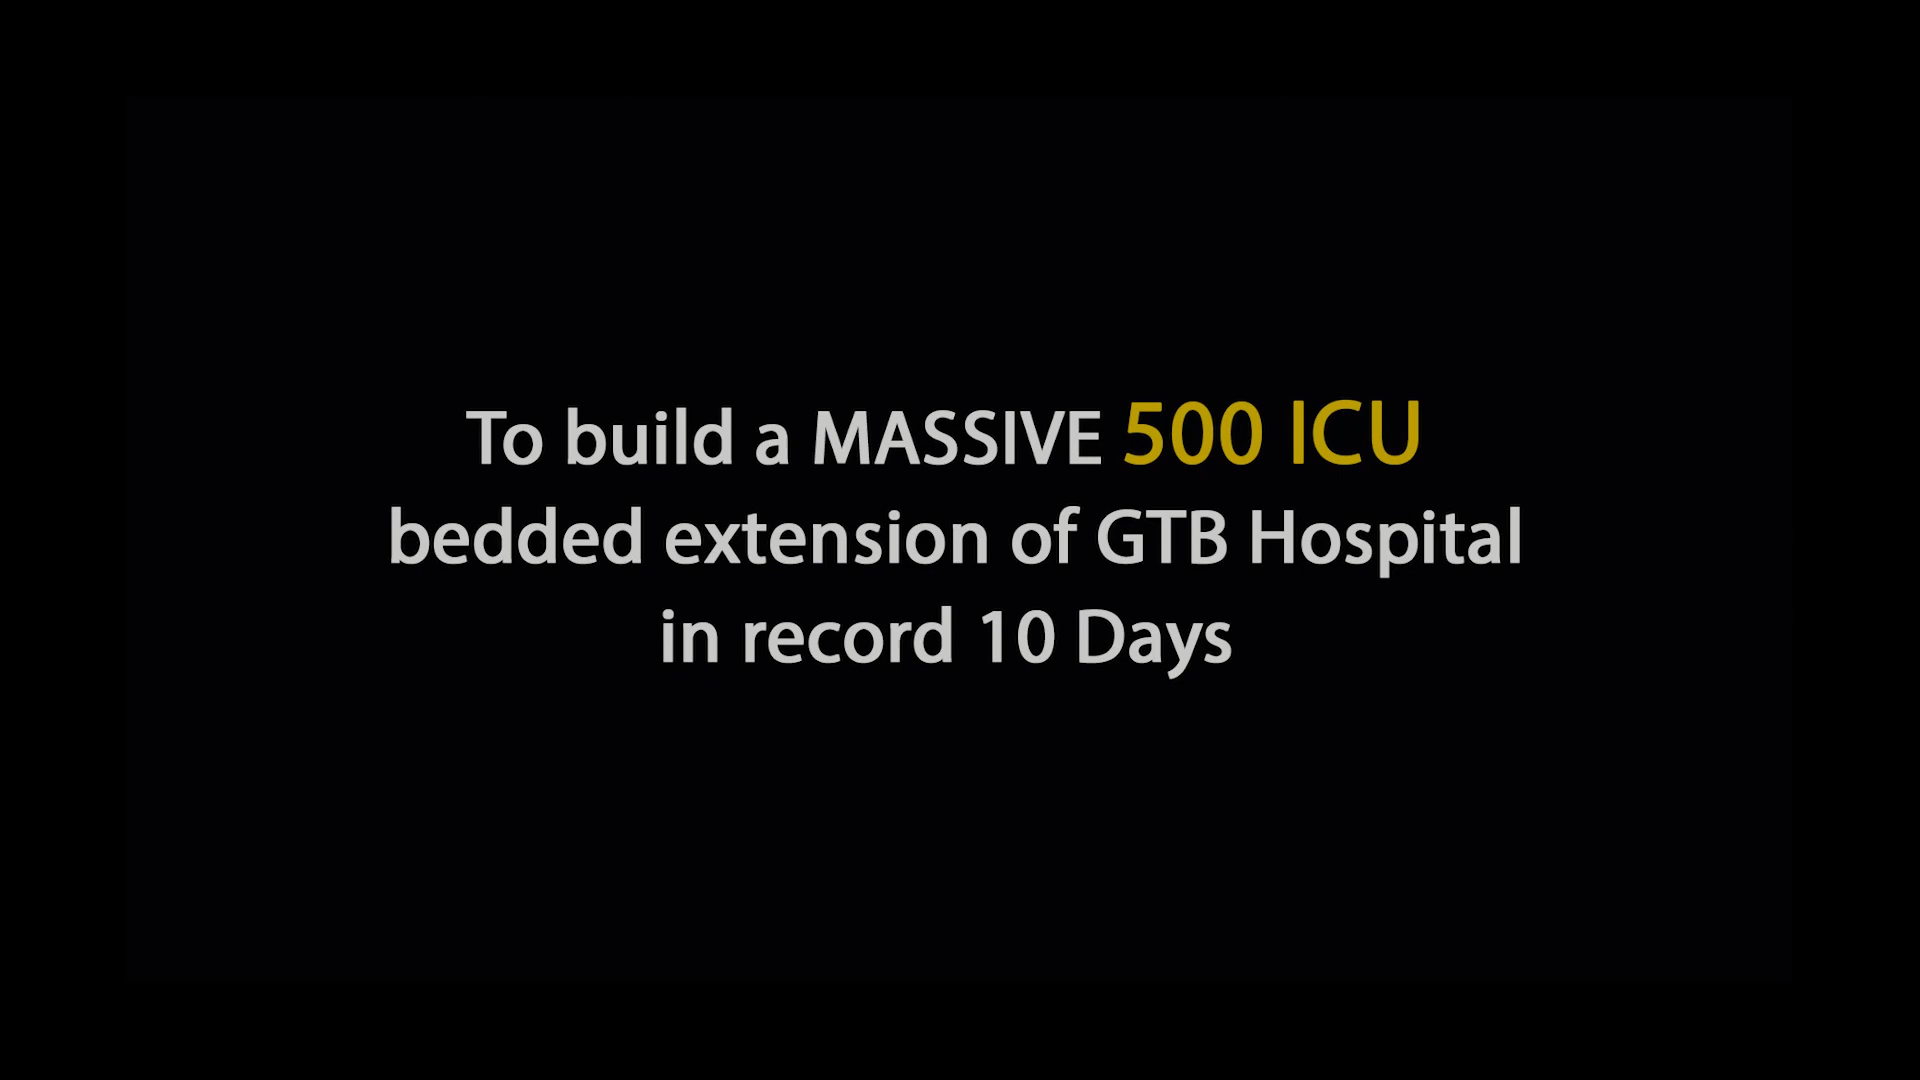 To build a MASSIVE 500 ICU
bedded extension of GTB Hospital
in record 10 Days